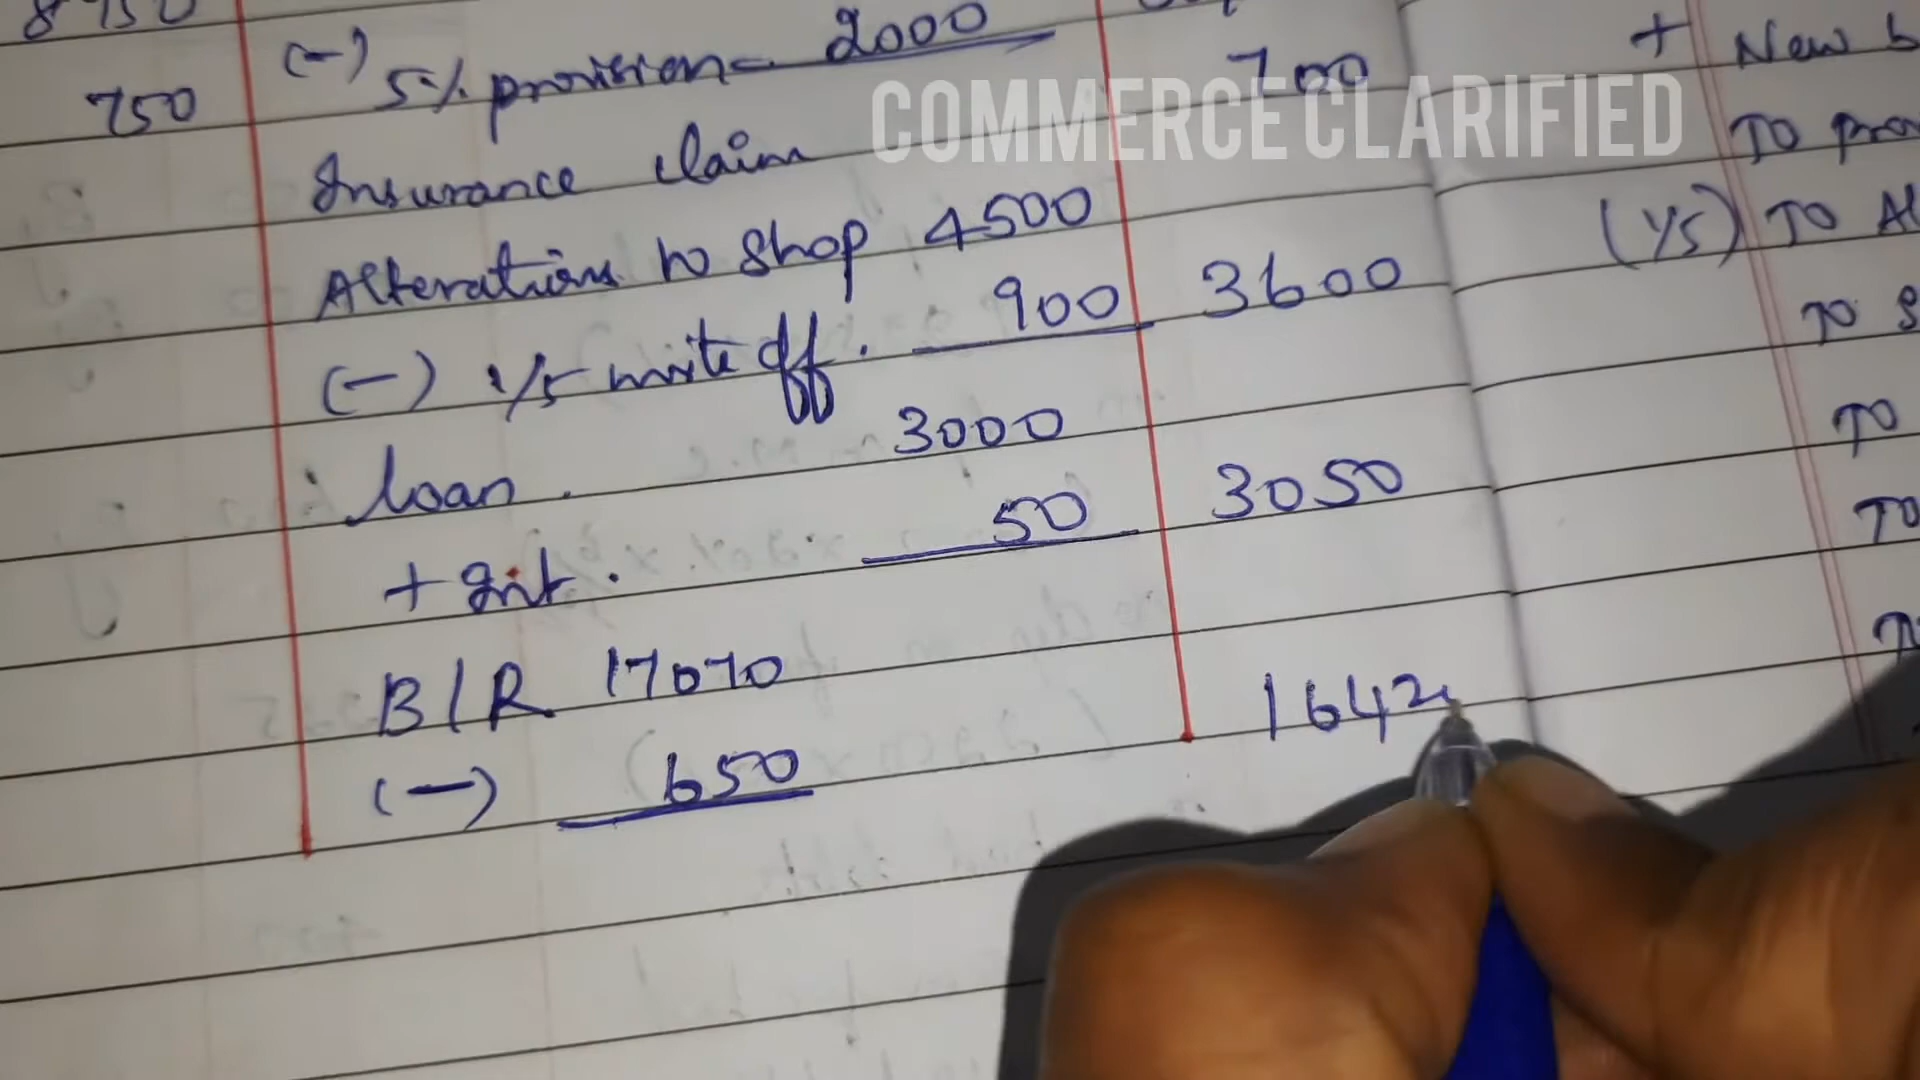 8750
(-) 5% provision - 2000
750
700
Insurance claim
Alterations to shop 4500
(-) 1/5 write off . 900 3600
loan . 3000
+ Int . 50 3050
B/R 17070
(-) 650 1642
+ New
TO
(1/5) TO
TO
TO
TO
COMMERCE CLARIFIED